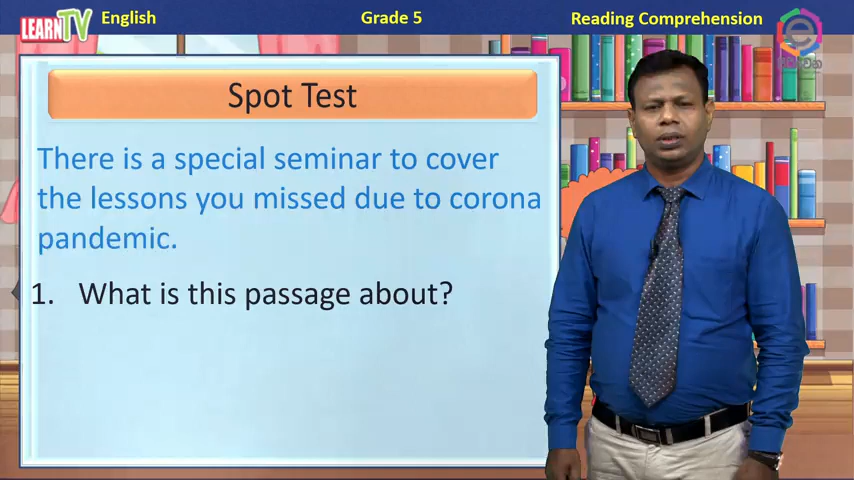 LEARN TV English Grade 5 Reading Comprehension
Spot Test
There is a special seminar to cover
the lessons you missed due to corona
pandemic.
1. What is this passage about?